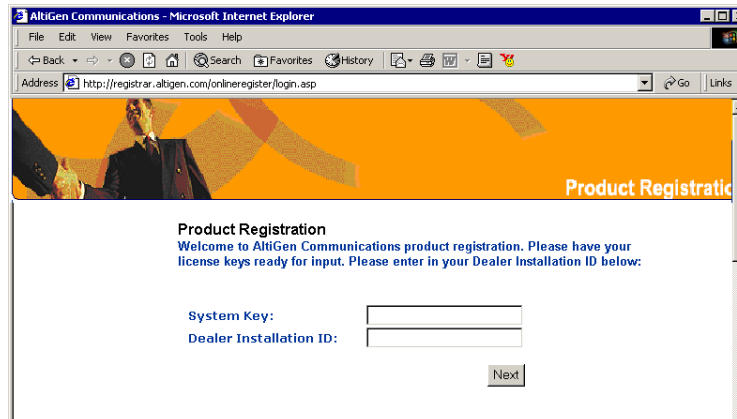 AltiGen Communications - Microsoft Internet Explorer
File Edit View Favorites Tools Help
Back Search Favorites History
Address http://registrar.altigen.com/onlineregister/login.asp Go Links
Product Registratio
Product Registration
Welcome to AltiGen Communications product registration. Please have your
license keys ready for input. Please enter in your Dealer Installation ID below:
System Key:
Dealer Installation ID:
Next